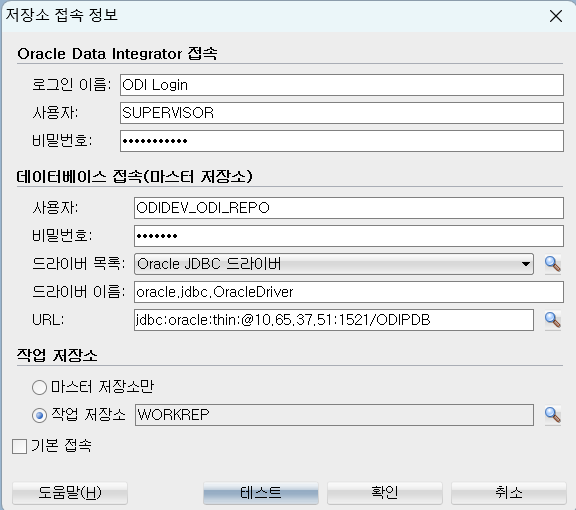 저장소 접속 정보
Oracle Data Integrator 접속
로그인 이름: ODI Login
사용자: SUPERVISOR
비밀번호: •••••••••••
데이터베이스 접속(마스터 저장소)
사용자: ODIDEV_ODI_REPO
비밀번호: •••••••
드라이버 목록: Oracle JDBC 드라이버
드라이버 이름: oracle.jdbc.OracleDriver
URL: jdbc:oracle:thin:@10.65.37.51:1521/ODIPDB
작업 저장소
마스터 저장소만
작업 저장소 WORKREP
기본 접속
도움말(H) 테스트 확인 취소